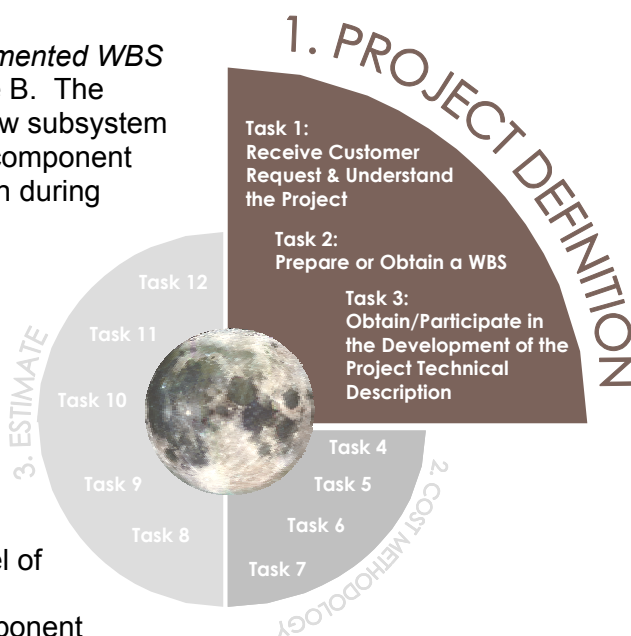 mented WBS
B. The
w subsystem
component
n during
el of
ponent
1. PROJECT DEFINITION
Task 1:
Receive Customer
Request & Understand
the Project
Task 2:
Prepare or Obtain a WBS
Task 3:
Obtain/Participate in
the Development of the
Project Technical
Description
Task 4
Task 5
Task 6
Task 7
2. COST METHODOLOGY
Task 8
Task 9
Task 10
Task 11
Task 12
3. ESTIMATE